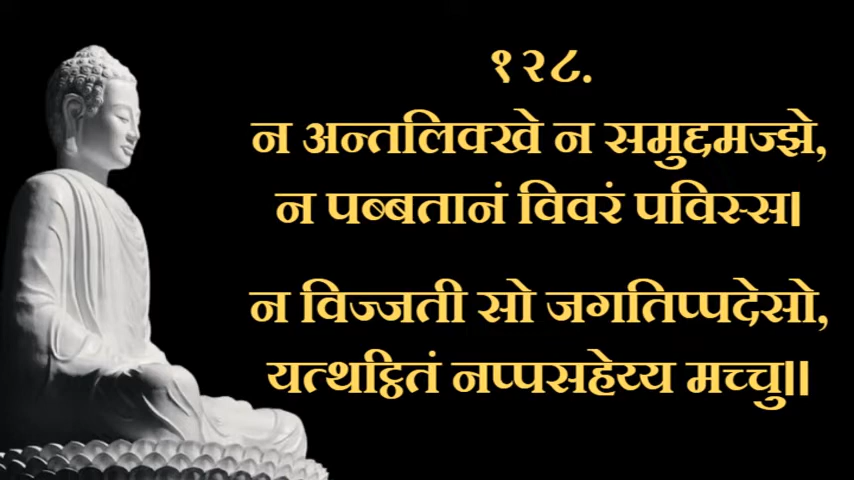 १२८.
न अन्तलिक्खे न समुद्दमज्झे,
न पब्बतानं विवरं पविस्स।
न विज्जती सो जगतिप्पदेसो,
यत्थट्ठितं नप्पसहेय्य मच्चु॥